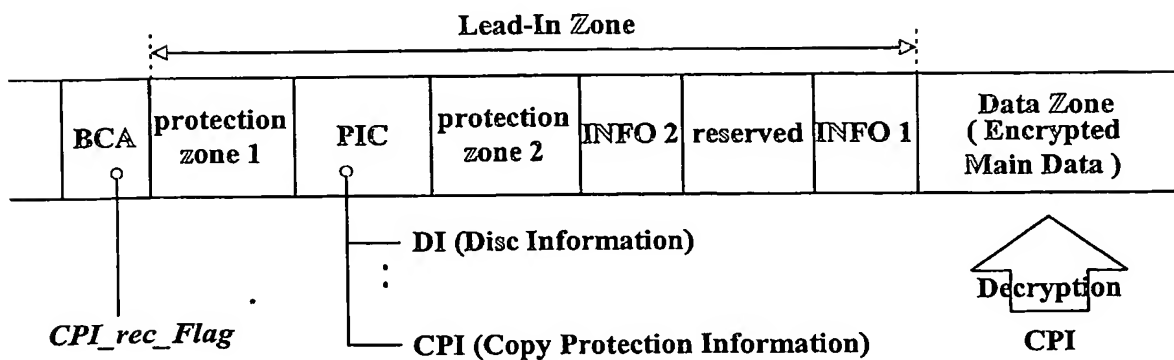 Lead-In Zone
BCA
protection
zone 1
PIC
protection
zone 2
INFO 2
reserved
INFO 1
Data Zone
( Encrypted
Main Data )
DI (Disc Information)
CPI_rec_Flag
CPI (Copy Protection Information)
Decryption
CPI